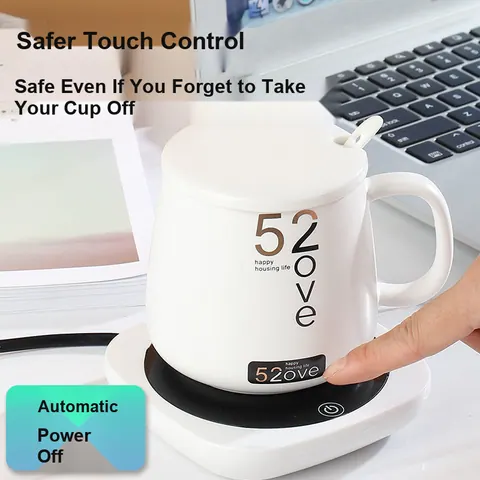 Safer Touch Control
Safe Even If You Forget to Take
Your Cup Off
52
happy
housing life
ove
happy
housing life
52ove
Automatic
Power
Off